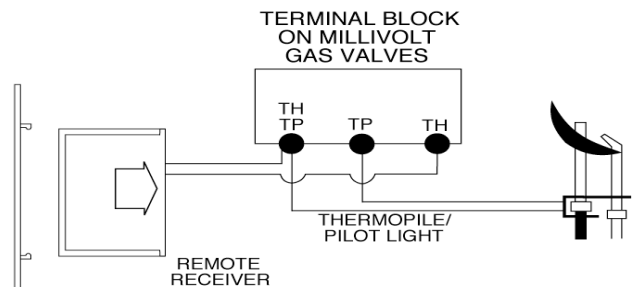 TERMINAL BLOCK
ON MILLIVOLT
GAS VALVES
TH
TP
TP
TH
THERMOPILE/
PILOT LIGHT
REMOTE
RECEIVER